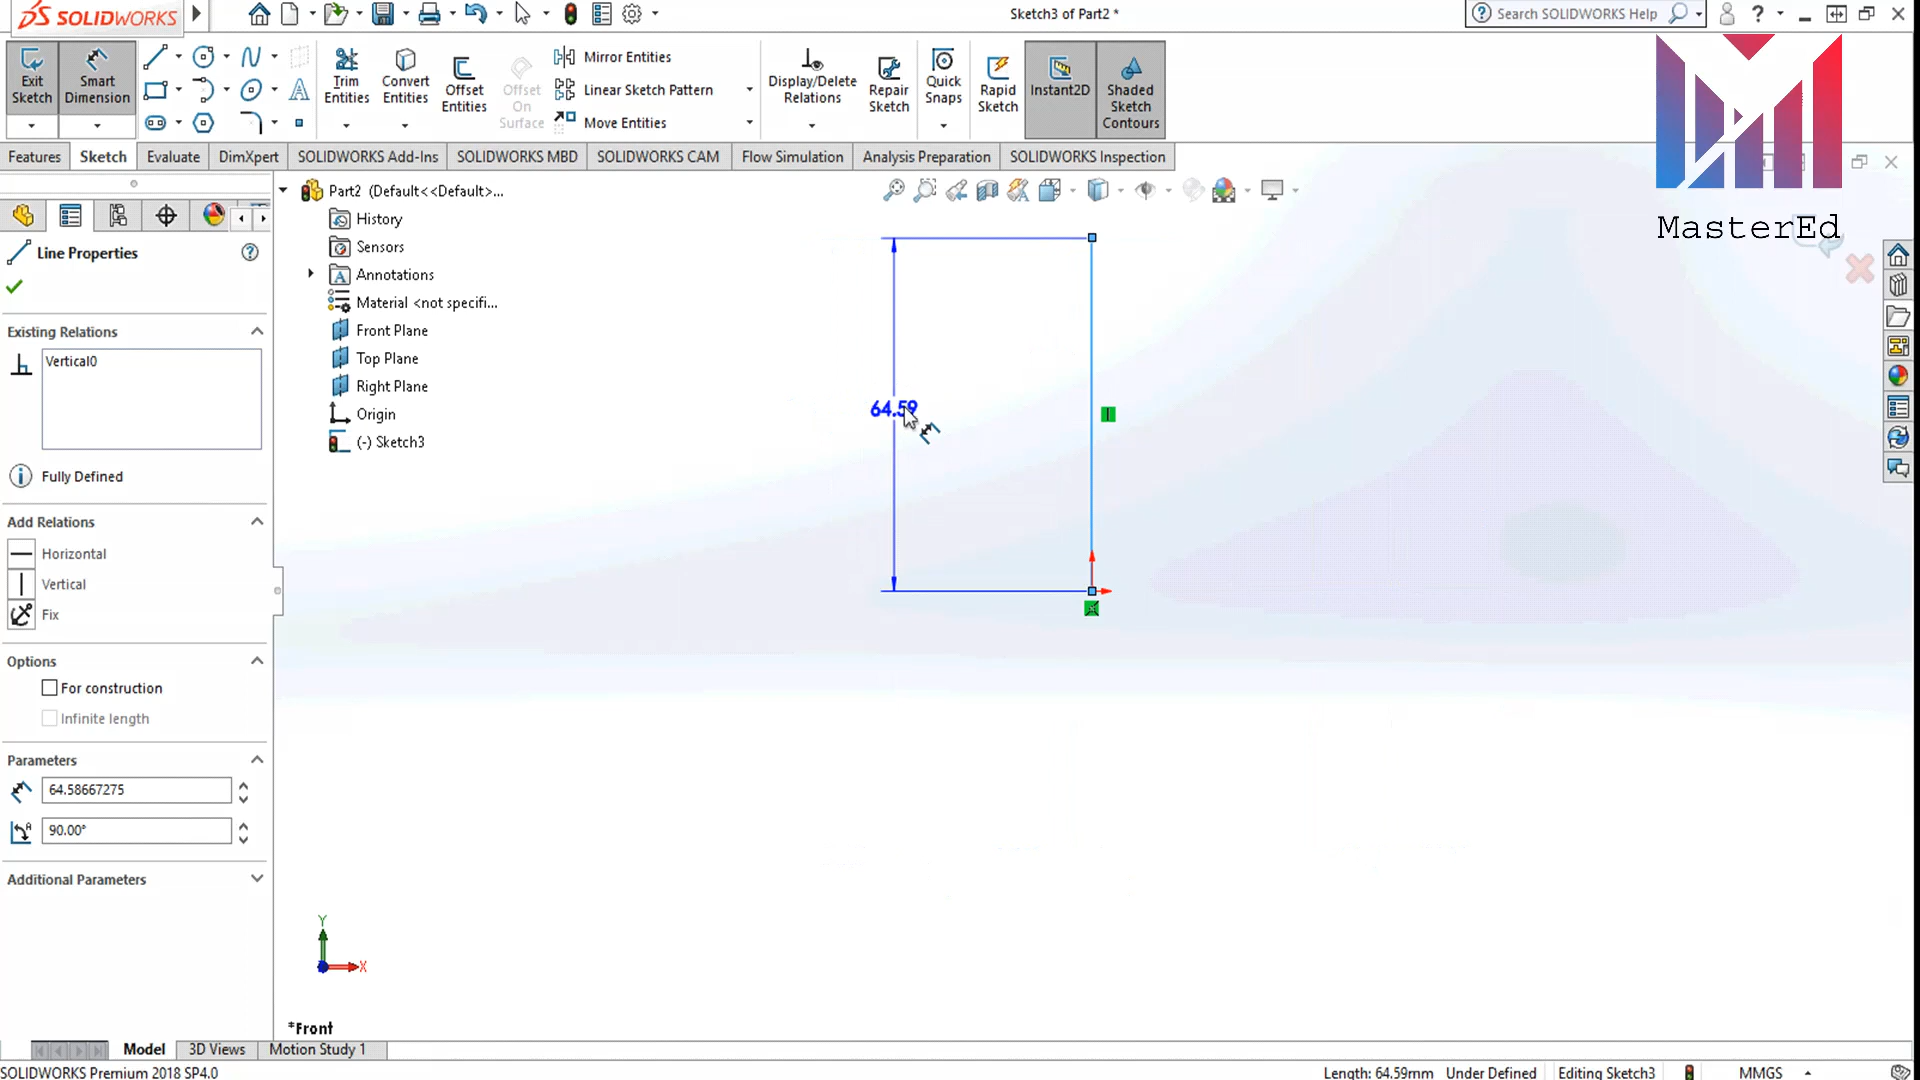 SOLIDWORKS
Sketch3 of Part2 *
Search SOLIDWORKS Help
Exit Sketch
Smart Dimension
Trim Entities
Convert Entities
Offset Entities
Offset On Surface
Mirror Entities
Linear Sketch Pattern
Move Entities
Display/Delete Relations
Repair Sketch
Quick Snaps
Rapid Sketch
Instant2D
Shaded Sketch Contours
Features
Sketch
Evaluate
DimXpert
SOLIDWORKS Add-Ins
SOLIDWORKS MBD
SOLIDWORKS CAM
Flow Simulation
Analysis Preparation
SOLIDWORKS Inspection
MasterEd
Part2 (Default<<Default>...
History
Sensors
Annotations
Material <not specifi...
Front Plane
Top Plane
Right Plane
Origin
(-) Sketch3
Line Properties
Existing Relations
Vertical0
Fully Defined
Add Relations
Horizontal
Vertical
Fix
Options
For construction
Infinite length
Parameters
64.58667275
90.00°
Additional Parameters
64.59
Y
X
*Front
Model
3D Views
Motion Study 1
SOLIDWORKS Premium 2018 SP4.0
Length: 64.59mm
Under Defined
Editing Sketch3
MMGS